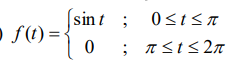 ) f(t) = { sin t ; 0 ≤ t ≤ π
0 ; π ≤ t ≤ 2π